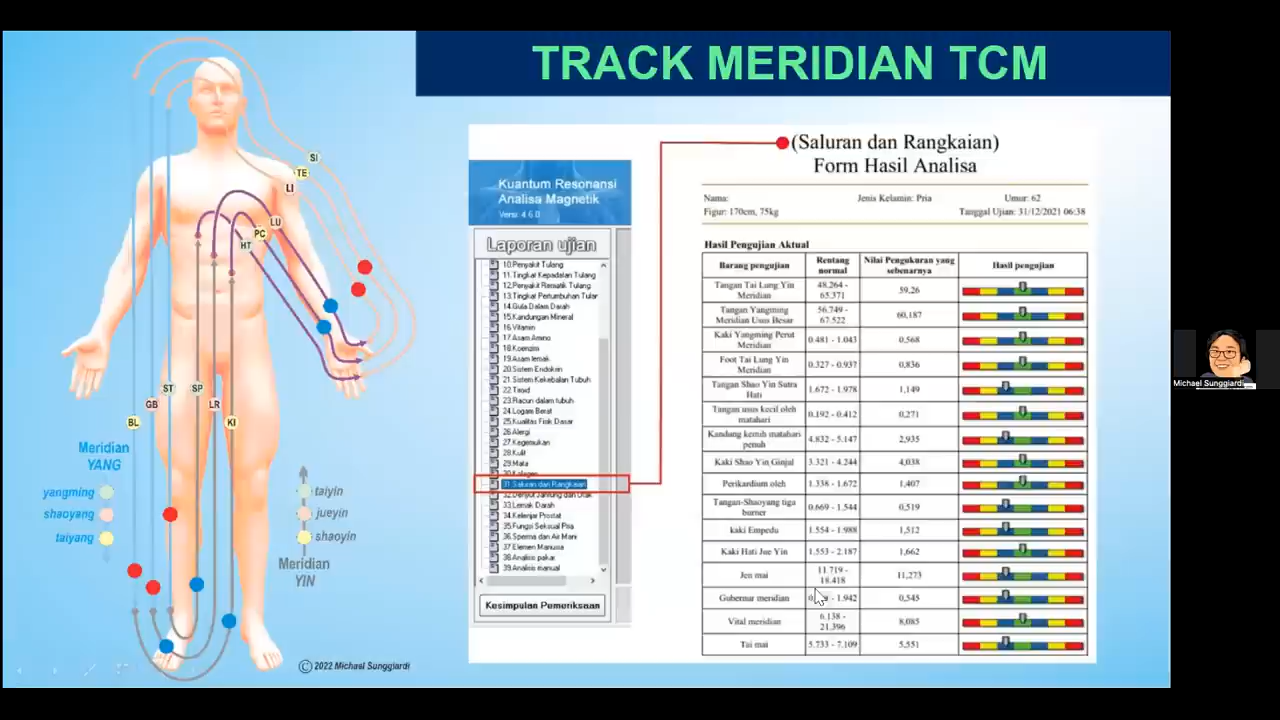 TRACK MERIDIAN TCM
SI
TE
LI
LU
PC
HT
ST
SP
GB
LR
BL
KI
Meridian
YANG
yangming
shaoyang
taiyang
taiyin
jueyin
shaoyin
Meridian
YIN
© 2022 Michael Sunggiardi
Kuantum Resonansi
Analisa Magnetik
Versi 4.6.0
Laporan ujian
10.Penyakit Tulang
11.Tingkat Kepadatan Tulang
12.Penyakit Rematik Tulang
13.Tingkat Pertumbuhan Tular
14.Gula Dalam Darah
15.Kandungan Mineral
16.Vitamin
17.Asam Amino
18.Koenzim
19.Asam lemak
20.Sistem Endokrin
21.Sistem Kekebalan Tubuh
22.Tiroid
23.Racun dalam tubuh
24.Logam Berat
25.Kualitas Fisik Dasar
26.Alergi
27.Kegemukan
28.Kulit
29.Mata
30.Kolagen
31.Saluran dan Rangkaian
32.Denyut Jantung dan Otak
33.Lemak Darah
34.Kelenjar Prostat
35.Fungsi Seksual Pria
36.Sperma dan Air Mani
37.Elemen Manusia
38.Analisis pakar
39.Analisis manual
Kesimpulan Pemeriksaan
(Saluran dan Rangkaian)
Form Hasil Analisa
Nama: Jenis Kelamin: Pria Umur: 62
Figur: 170cm, 75kg Tanggal Ujian: 31/12/2021 06:38
Hasil Pengujian Aktual
Barang pengujian Rentang normal Nilai Pengukuran yang sebenarnya Hasil pengujian
Tangan Tai Lung Yin Meridian 48.264 - 65.371 59,26
Tangan Yangming Meridian Usus Besar 56.749 - 67.522 60,187
Kaki Yangming Perut Meridian 0.481 - 1.043 0,568
Foot Tai Lung Yin Meridian 0.327 - 0.937 0,836
Tangan Shao Yin Sutra Hati 1.672 - 1.978 1,149
Tangan usus kecil oleh matahari 0.192 - 0.412 0,271
Kandung kemih matahari penuh 4.832 - 5.147 2,935
Kaki Shao Yin Ginjal 3.321 - 4.244 4,038
Perikardium oleh 1.338 - 1.672 1,407
Tangan-Shaoyang tiga burner 0.669 - 1.544 0,519
kaki Empedu 1.554 - 1.988 1,512
Kaki Hati Jue Yin 1.553 - 2.187 1,662
Jen mai 11.719 - 18.418 11,273
Gubernur meridian - 1.942 0,545
Vital meridian 6.138 - 21.396 8,085
Tai mai 5.733 - 7.109 5,551
Michael Sunggiardi